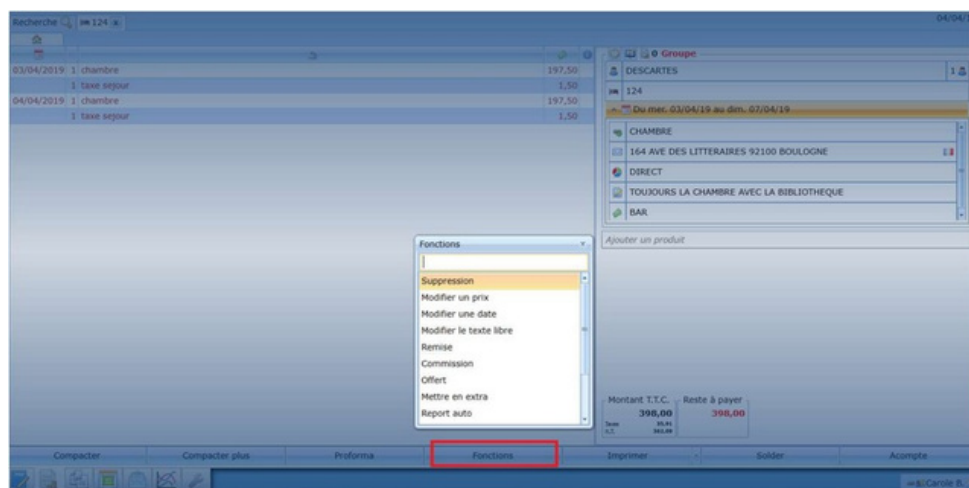 Recherche 124 x
04/04/
03/04/2019 1 chambre 197,50
1 taxe sejour 1,50
04/04/2019 1 chambre 197,50
1 taxe sejour 1,50
0 Groupe
DESCARTES 1
124
Du mer. 03/04/19 au dim. 07/04/19
CHAMBRE
164 AVE DES LITTERAIRES 92100 BOULOGNE
DIRECT
TOUJOURS LA CHAMBRE AVEC LA BIBLIOTHEQUE
BAR
Ajouter un produit
Fonctions
Suppression
Modifier un prix
Modifier une date
Modifier le texte libre
Remise
Commission
Offert
Mettre en extra
Report auto
Montant T.T.C. Reste à payer
398,00 398,00
Compacter Compacter plus Proforma Fonctions Imprimer Solder Acompte
Carole B.